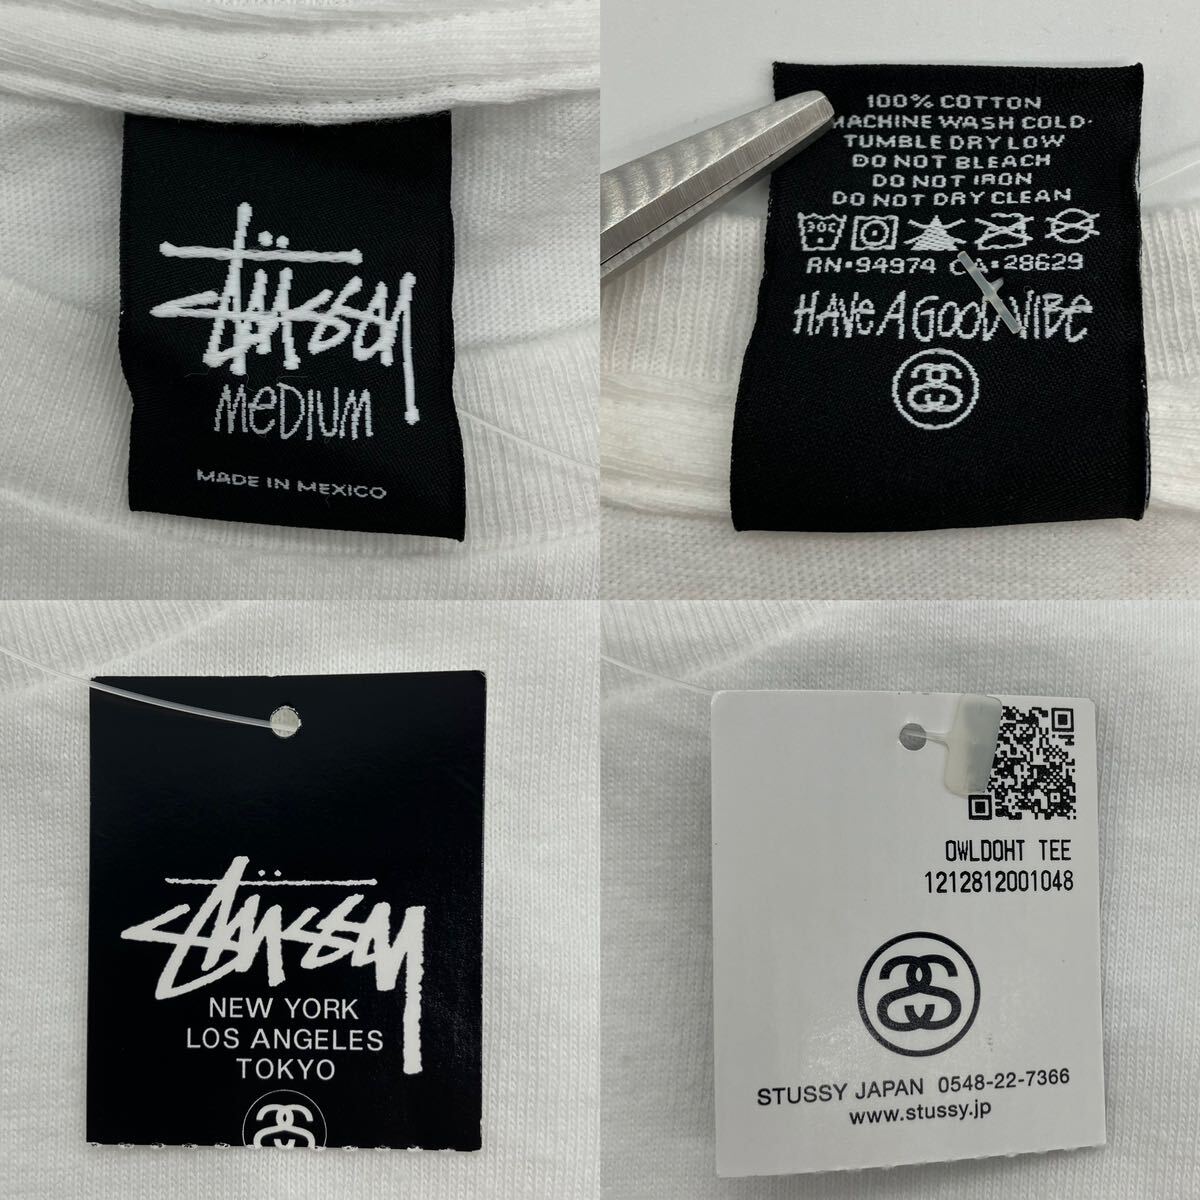 Stüssy
MEDIUM
MADE IN MEXICO
100% COTTON
MACHINE WASH COLD
TUMBLE DRY LOW
DO NOT BLEACH
DO NOT IRON
DO NOT DRY CLEAN
30C
RN•94974 CA•28629
HAVE A GOOD VIBE
Stüssy
NEW YORK
LOS ANGELES
TOKYO
OWLDOHT TEE
1212812001048
STUSSY JAPAN 0548-22-7366
www.stussy.jp